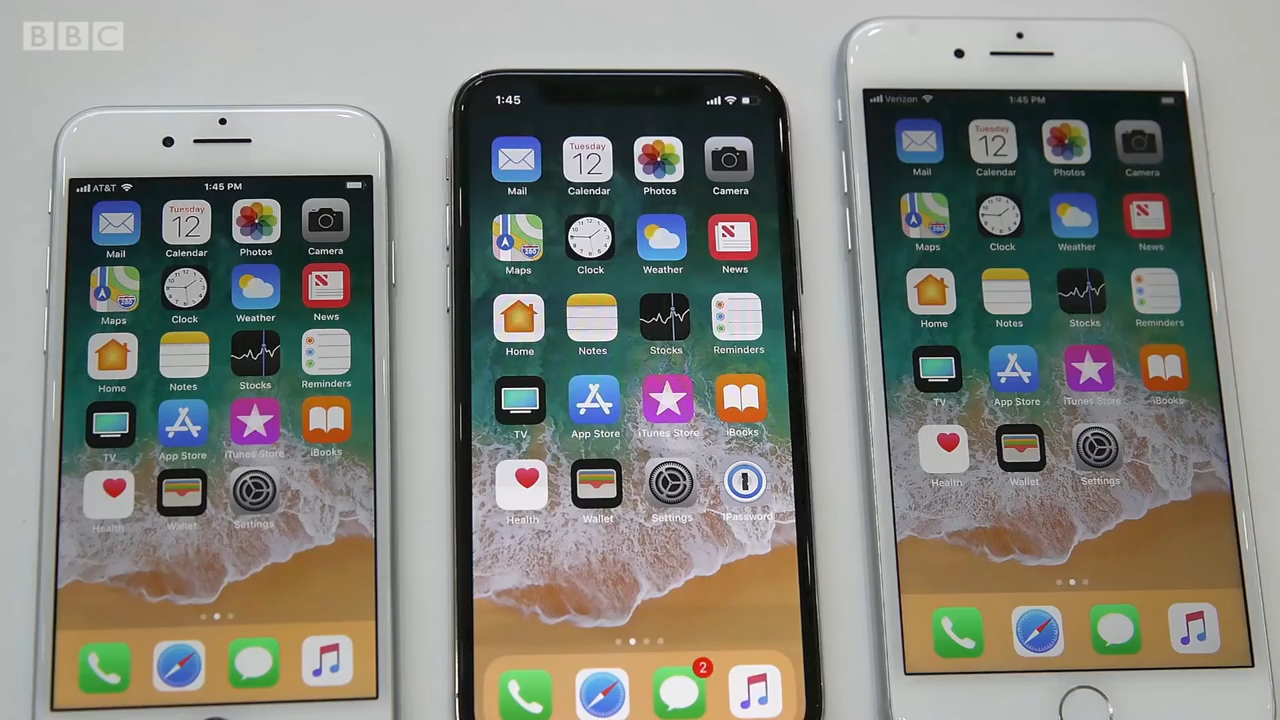 BBC
AT&T 1:45 PM
Tuesday
12
Mail Calendar Photos Camera
280
Maps Clock Weather News
Home Notes Stocks Reminders
TV App Store iTunes Store iBooks
Health Wallet Settings
1:45
Tuesday
12
Mail Calendar Photos Camera
280
Maps Clock Weather News
Home Notes Stocks Reminders
TV App Store iTunes Store iBooks
Health Wallet Settings 1Password
2
Verizon 1:45 PM
Tuesday
12
Mail Calendar Photos Camera
280
Maps Clock Weather News
Home Notes Stocks Reminders
TV App Store iTunes Store iBooks
Health Wallet Settings